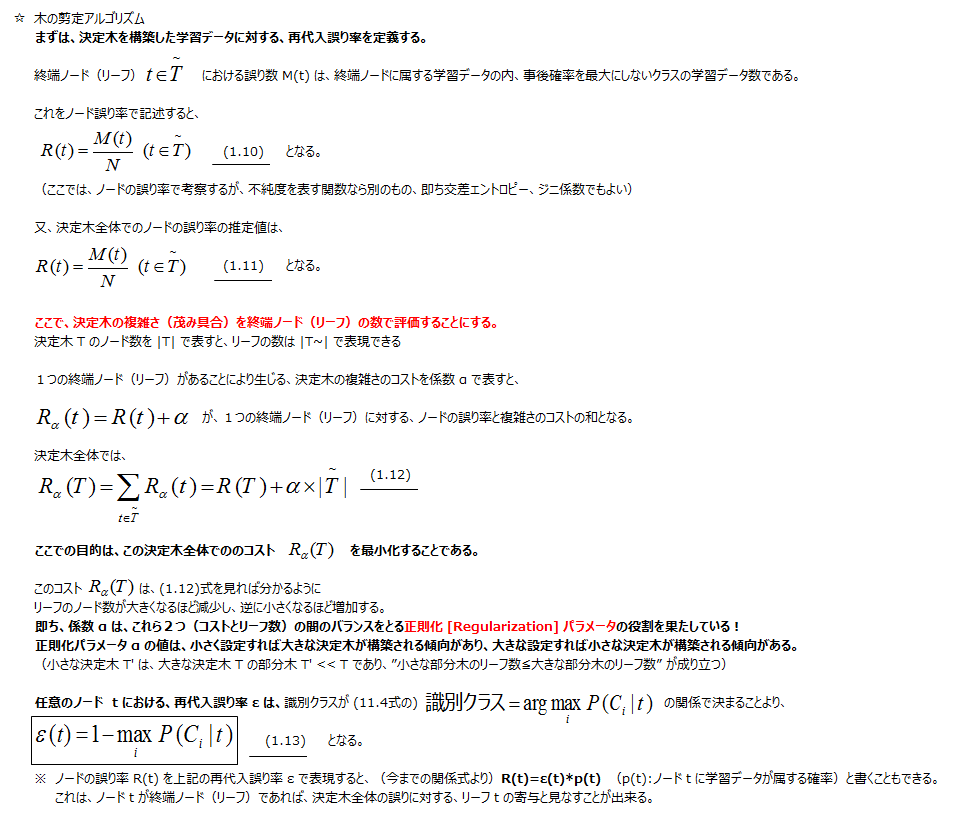 ☆ 木の剪定アルゴリズム
まずは、決定木を構築した学習データに対する、再代入誤り率を定義する。
終端ノード（リーフ） t∈T̃ における誤り数 M(t) は、終端ノードに属する学習データの内、事後確率を最大にしないクラスの学習データ数である。
これをノード誤り率で記述すると、
R(t)=M(t)/N (t∈T̃) (1.10) となる。
（ここでは、ノードの誤り率で考察するが、不純度を表す関数なら別のもの、即ち交差エントロピー、ジニ係数でもよい）
又、決定木全体でのノードの誤り率の推定値は、
R(t)=M(t)/N (t∈T̃) (1.11) となる。
ここで、決定木の複雑さ（茂み具合）を終端ノード（リーフ）の数で評価することにする。
決定木 T のノード数を |T| で表すと、リーフの数は |T~| で表現できる
１つの終端ノード（リーフ）があることにより生じる、決定木の複雑さのコストを係数 α で表すと、
Rα(t)=R(t)+α が、１つの終端ノード（リーフ）に対する、ノードの誤り率と複雑さのコストの和となる。
決定木全体では、
Rα(T)=∑t∈T̃ Rα(t)=R(T)+α×|T̃| (1.12)
ここでの目的は、この決定木全体でののコスト Rα(T) を最小化することである。
このコスト Rα(T) は、(1.12)式を見れば分かるように
リーフのノード数が大きくなるほど減少し、逆に小さくなるほど増加する。
即ち、係数 α は、これら２つ（コストとリーフ数）の間のバランスをとる正則化 [Regularization] パラメータの役割を果たしている！
正則化パラメータ α の値は、小さく設定すれば大きな決定木が構築される傾向があり、大きな設定すれば小さな決定木が構築される傾向がある。
（小さな決定木 T' は、大きな決定木 T の部分木 T' << T であり、”小さな部分木のリーフ数≦大きな部分木のリーフ数” が成り立つ）
任意のノード t における、再代入誤り率 ε は、識別クラスが (11.4式の) 識別クラス=arg max i P(Ci|t) の関係で決まることより、
ε(t)=1−max i P(Ci|t) (1.13) となる。
※ ノードの誤り率 R(t) を上記の再代入誤り率 ε で表現すると、（今までの関係式より）R(t)=ε(t)*p(t) （p(t):ノード t に学習データが属する確率）と書くこともできる。
これは、ノード t が終端ノード（リーフ）であれば、決定木全体の誤りに対する、リーフ t の寄与と見なすことが出来る。